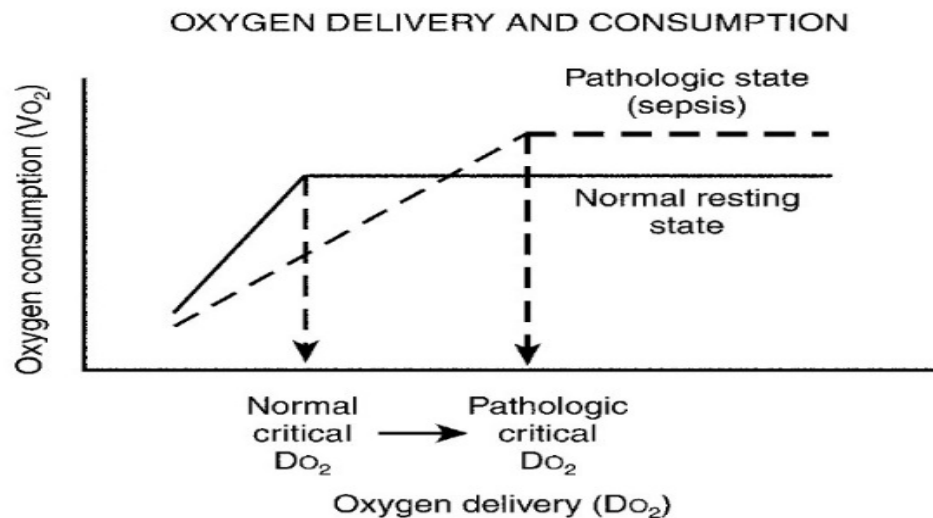 OXYGEN DELIVERY AND CONSUMPTION
Oxygen consumption (Vo₂)
Pathologic state
(sepsis)
Normal resting
state
Normal
critical
Do₂
Pathologic
critical
Do₂
Oxygen delivery (Do₂)